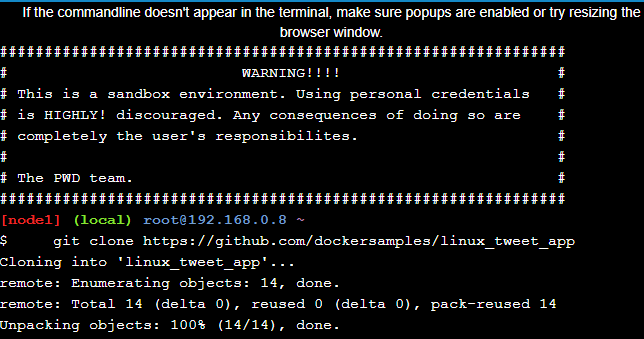 If the commandline doesn't appear in the terminal, make sure popups are enabled or try resizing the
browser window.
###############################################################
#                          WARNING!!!!                          #
# This is a sandbox environment. Using personal credentials   #
# is HIGHLY! discouraged. Any consequences of doing so are    #
# completely the user's responsibilites.                      #
#                                                             #
# The PWD team.                                               #
###############################################################
[node1] (local) root@192.168.0.8 ~
$     git clone https://github.com/dockersamples/linux_tweet_app
Cloning into 'linux_tweet_app'...
remote: Enumerating objects: 14, done.
remote: Total 14 (delta 0), reused 0 (delta 0), pack-reused 14
Unpacking objects: 100% (14/14), done.